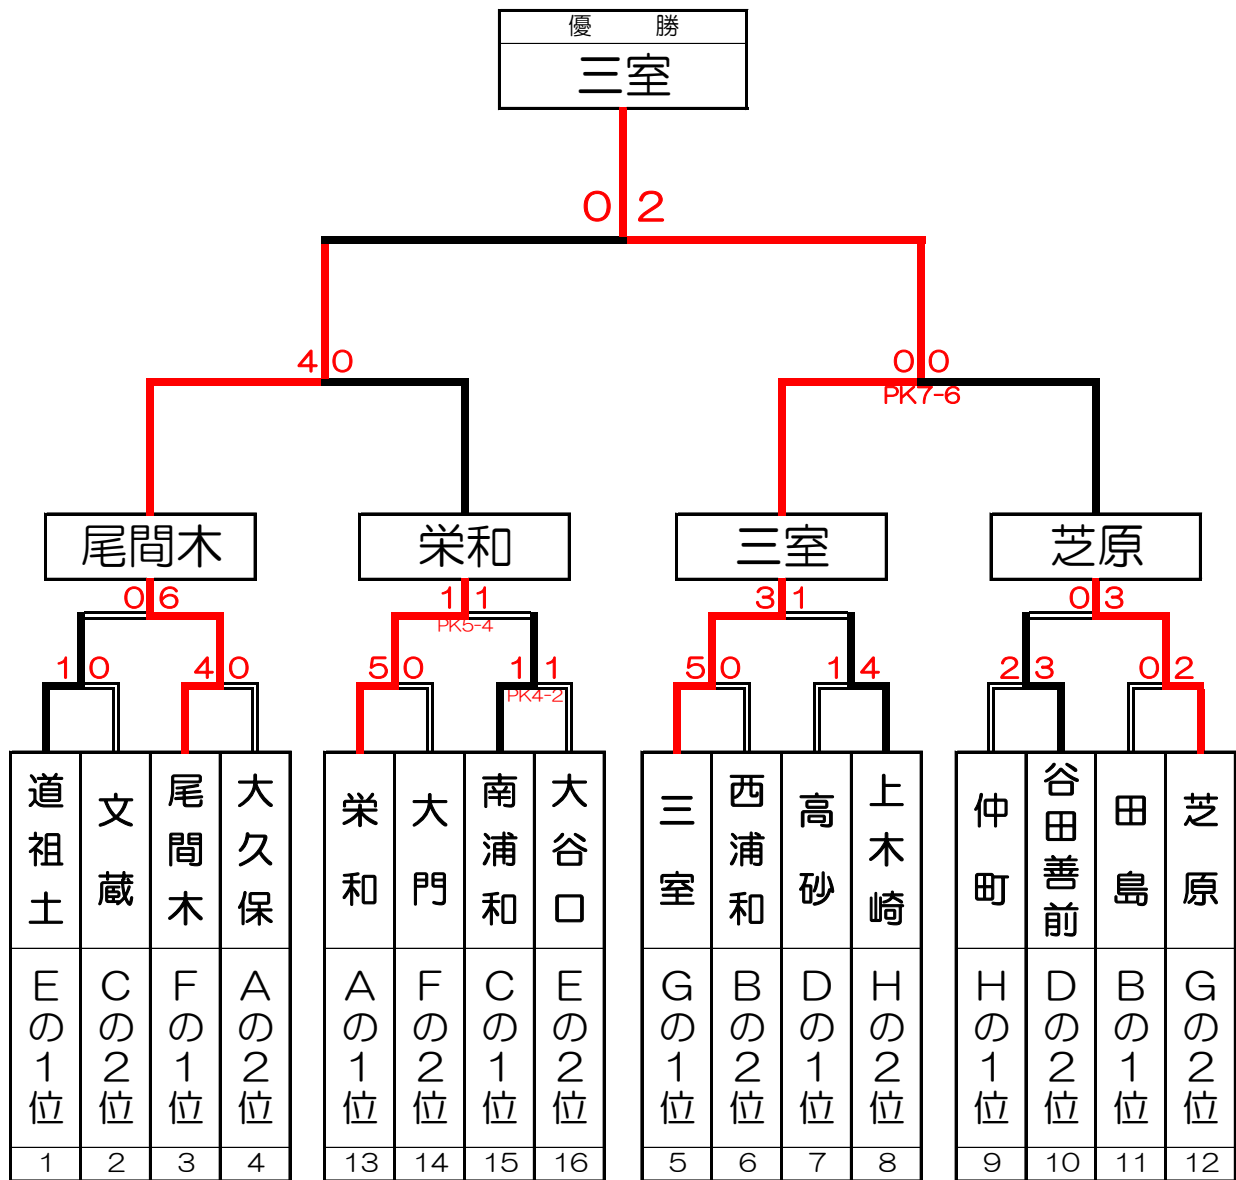 優 勝
三室
0 2
4 0
0 0
PK7-6
尾間木
栄和
三室
芝原
0 6
1 1
PK5-4
3 1
0 3
1 0
4 0
5 0
1 1
PK4-2
5 0
1 4
2 3
0 2
道祖土
文蔵
尾間木
大久保
栄和
大門
南浦和
大谷口
三室
西浦和
高砂
上木崎
仲町
谷田善前
田島
芝原
Eの1位
Cの2位
Fの1位
Aの2位
Aの1位
Fの2位
Cの1位
Eの2位
Gの1位
Bの2位
Dの1位
Hの2位
Hの1位
Dの2位
Bの1位
Gの2位
1 2 3 4 13 14 15 16 5 6 7 8 9 10 11 12